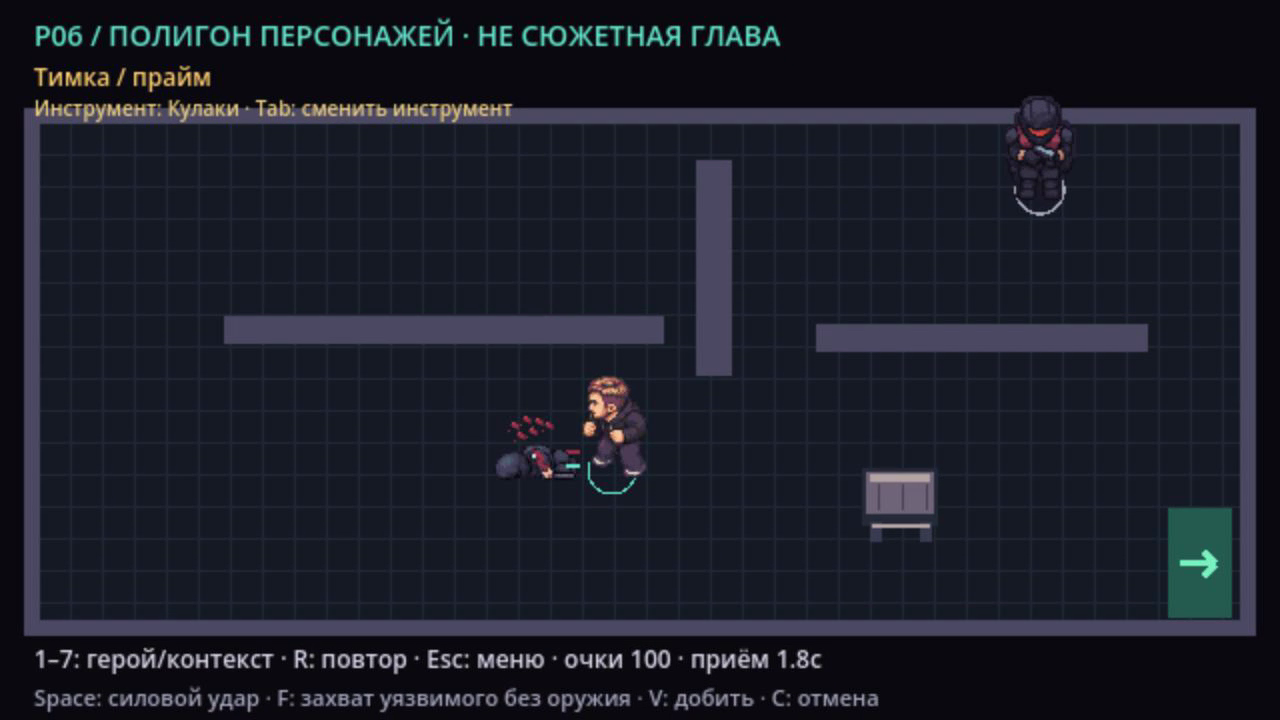 P06 / ПОЛИГОН ПЕРСОНАЖЕЙ · НЕ СЮЖЕТНАЯ ГЛАВА
Тимка / прайм
Инструмент: Кулаки · Tab: сменить инструмент
→
1–7: герой/контекст · R: повтор · Esc: меню · очки 100 · приём 1.8с
Space: силовой удар · F: захват уязвимого без оружия · V: добить · C: отмена